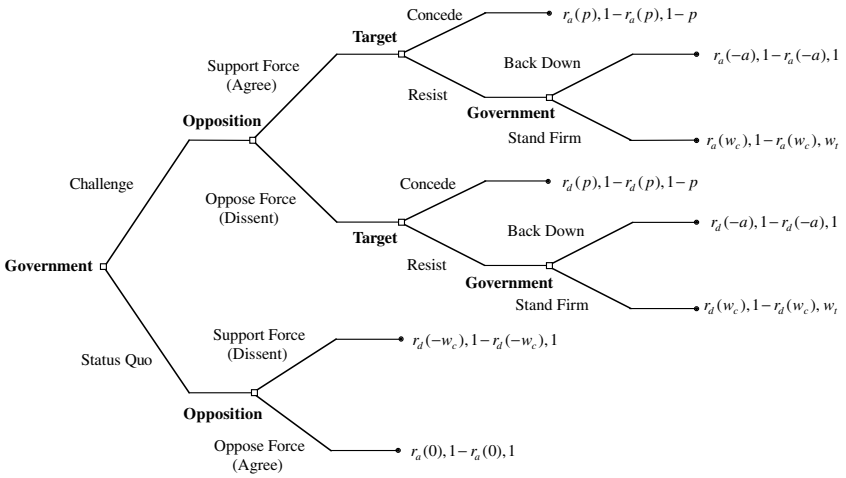 Concede
r_a(p), 1−r_a(p), 1−p
Target
Support Force
(Agree)
Back Down
r_a(−a), 1−r_a(−a), 1
Resist
Government
Opposition
Stand Firm
r_a(w_c), 1−r_a(w_c), w_t
Challenge
Oppose Force
(Dissent)
Concede
r_d(p), 1−r_d(p), 1−p
Target
Back Down
r_d(−a), 1−r_d(−a), 1
Government
Resist
Government
Stand Firm
r_d(w_c), 1−r_d(w_c), w_t
Support Force
(Dissent)
r_d(−w_c), 1−r_d(−w_c), 1
Status Quo
Opposition
Oppose Force
(Agree)
r_a(0), 1−r_a(0), 1